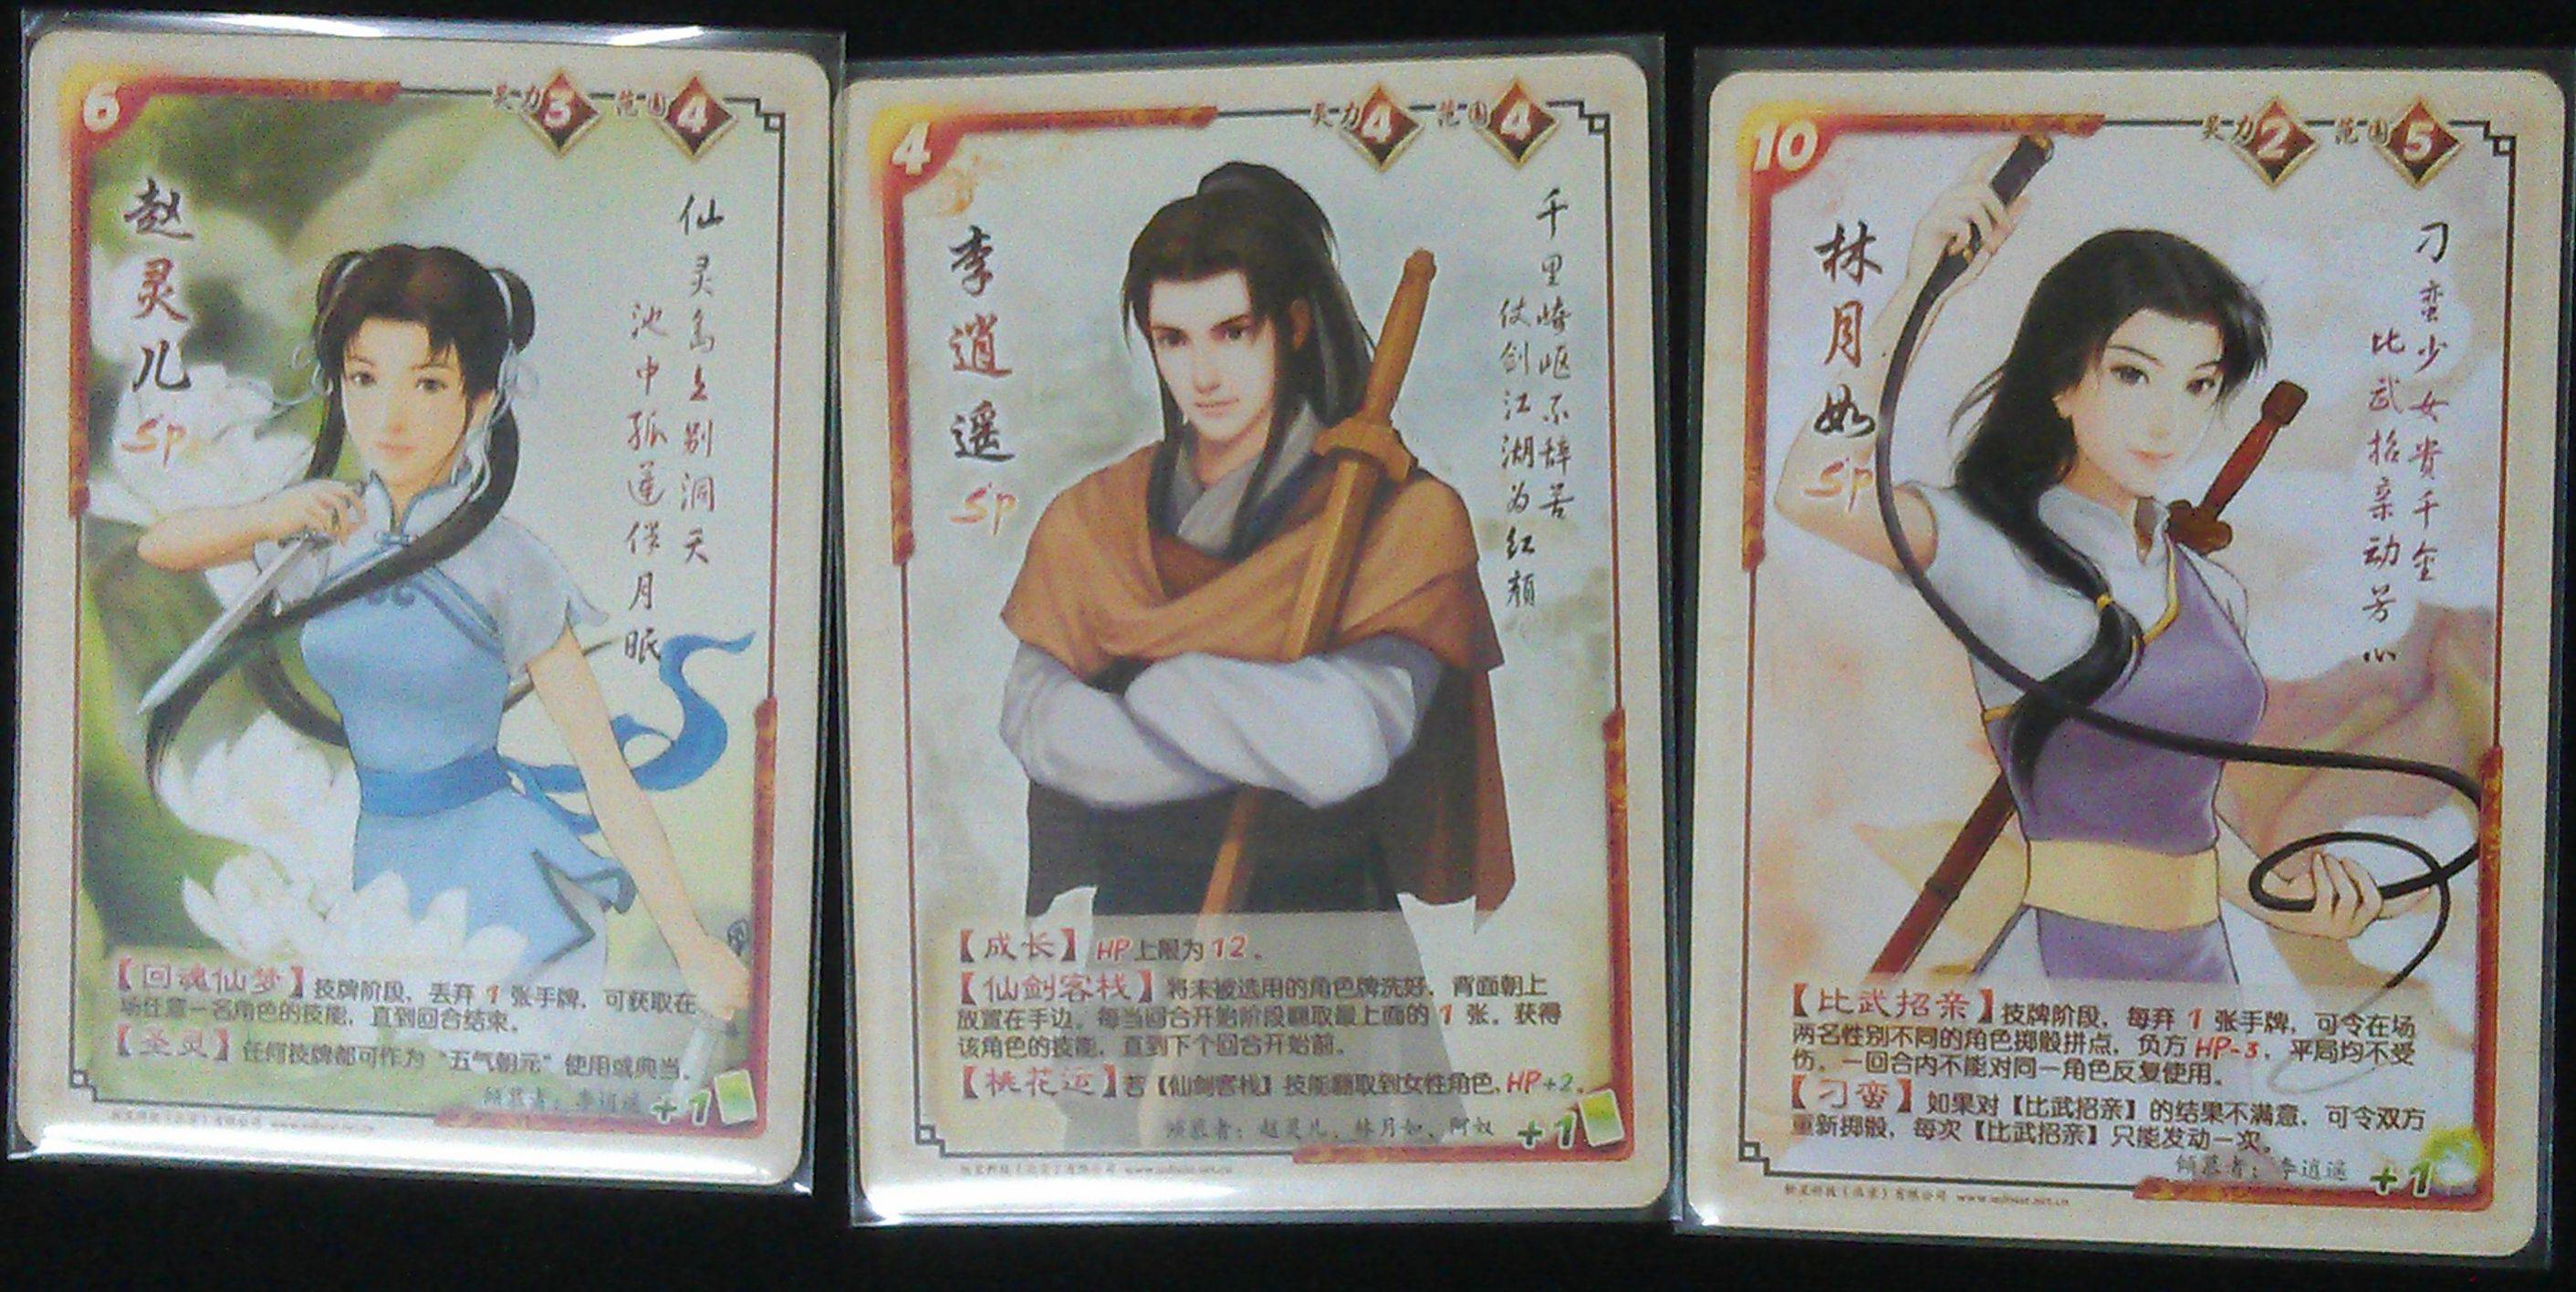 6
灵力 3 范围 4
赵灵儿
SP
仙灵岛上别洞天
池中孤莲伴月眠
【回魂仙梦】技牌阶段，丢弃 1 张手牌，可获取在
场任意一名角色的技能，直到回合结束。
【圣灵】任何技牌都可作为“五气朝元”使用或典当。
倾慕者：李逍遥
+1
4
灵力 4 范围 4
李逍遥
SP
千里崎岖不辞苦
仗剑江湖为红颜
【成长】HP上限为12。
【仙剑客栈】将未被选用的角色牌洗好，背面朝上
放置在手边。每当回合开始阶段翻取最上面的 1 张。获得
该角色的技能，直到下个回合开始前。
【桃花运】若【仙剑客栈】技能翻取到女性角色，HP+2。
倾慕者：赵灵儿、林月如、阿奴
+1
10
灵力 2 范围 5
林月如
SP
刁蛮少女贵千金
比武招亲动芳心
【比武招亲】技牌阶段，每弃 1 张手牌，可令在场
两名性别不同的角色掷骰拼点，负方 HP-3，平局均不受
伤。一回合内不能对同一角色反复使用。
【刁蛮】如果对【比武招亲】的结果不满意，可令双方
重新掷骰，每次【比武招亲】只能发动一次。
倾慕者：李逍遥
+1